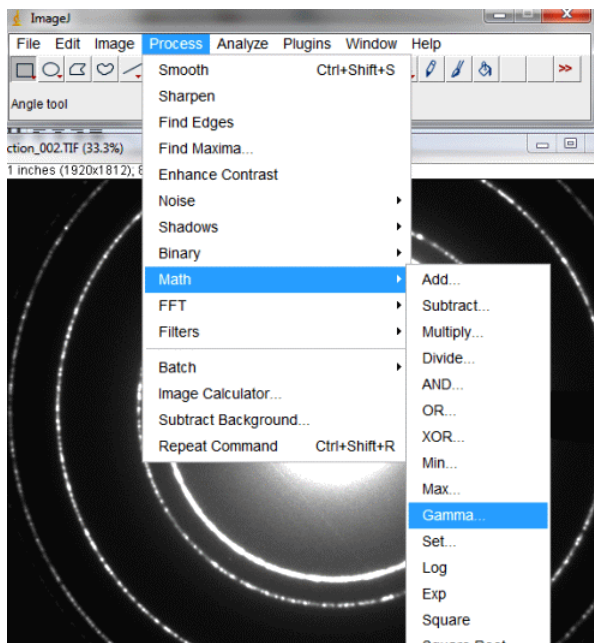 ImageJ
File Edit Image Process Analyze Plugins Window Help
>>
Angle tool
ction_002.TIF (33.3%)
1 inches (1920x1812); 8
Smooth Ctrl+Shift+S
Sharpen
Find Edges
Find Maxima...
Enhance Contrast
Noise
Shadows
Binary
Math
FFT
Filters
Batch
Image Calculator...
Subtract Background...
Repeat Command Ctrl+Shift+R
Add...
Subtract...
Multiply...
Divide...
AND...
OR...
XOR...
Min...
Max...
Gamma...
Set...
Log
Exp
Square
Square Root